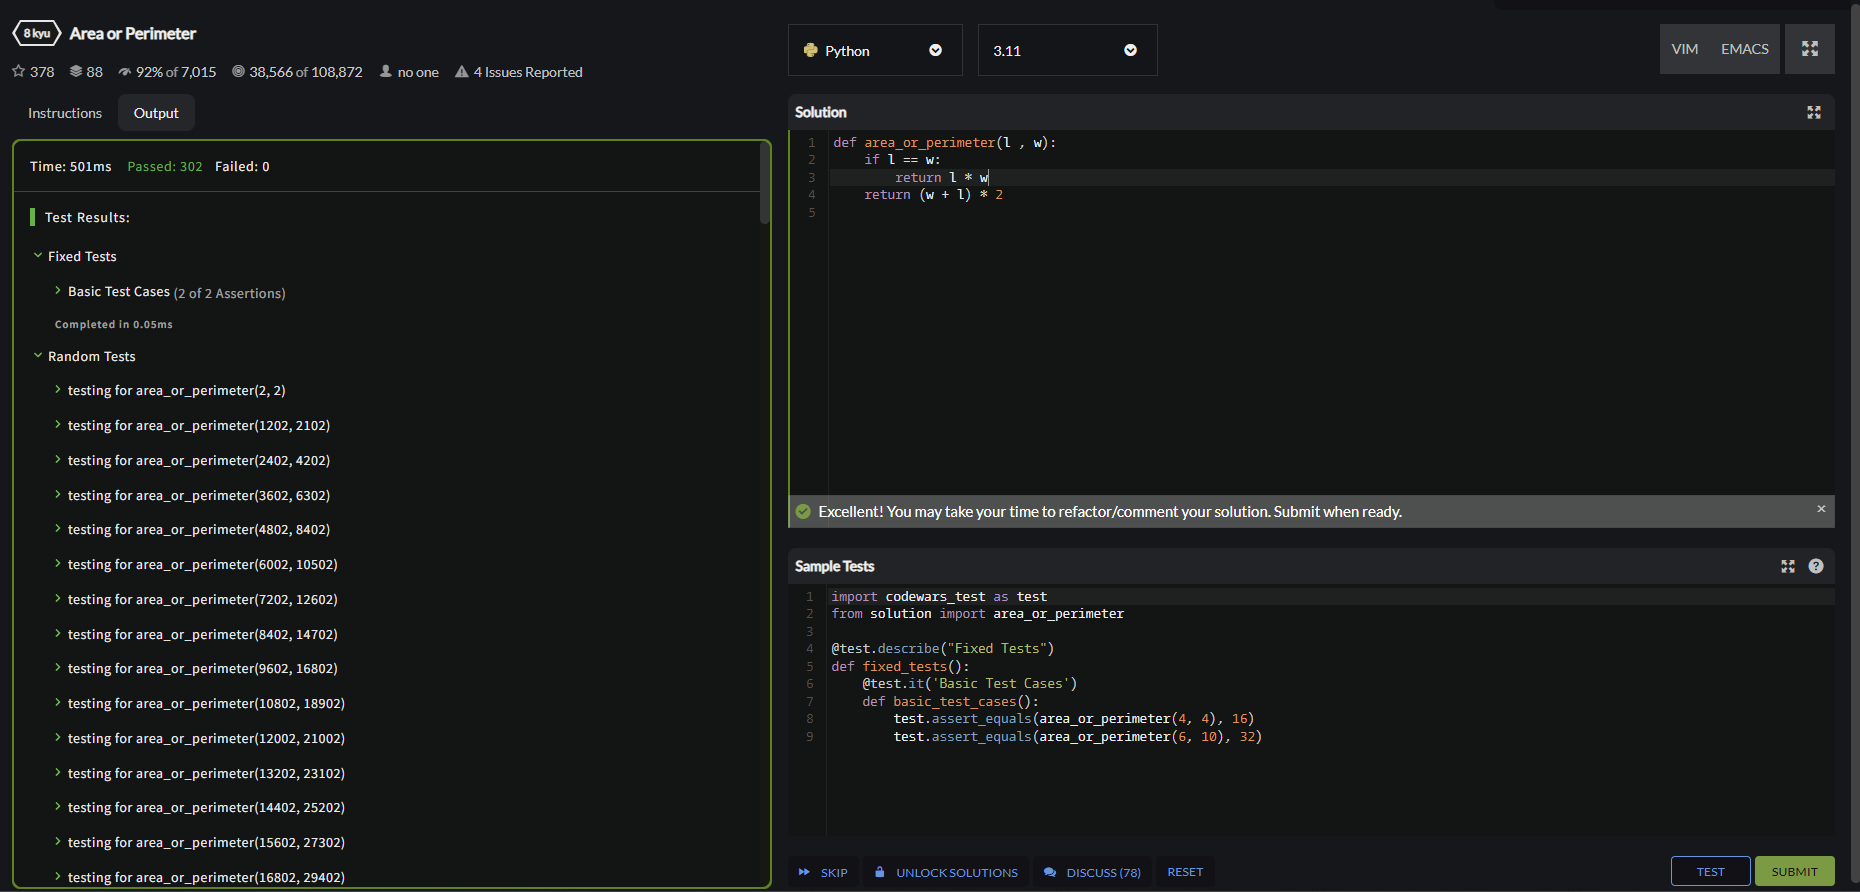 8 kyu Area or Perimeter
378 88 92% of 7,015 38,566 of 108,872 no one 4 Issues Reported
Instructions Output
Time: 501ms Passed: 302 Failed: 0
Test Results:
Fixed Tests
Basic Test Cases (2 of 2 Assertions)
Completed in 0.05ms
Random Tests
testing for area_or_perimeter(2, 2)
testing for area_or_perimeter(1202, 2102)
testing for area_or_perimeter(2402, 4202)
testing for area_or_perimeter(3602, 6302)
testing for area_or_perimeter(4802, 8402)
testing for area_or_perimeter(6002, 10502)
testing for area_or_perimeter(7202, 12602)
testing for area_or_perimeter(8402, 14702)
testing for area_or_perimeter(9602, 16802)
testing for area_or_perimeter(10802, 18902)
testing for area_or_perimeter(12002, 21002)
testing for area_or_perimeter(13202, 23102)
testing for area_or_perimeter(14402, 25202)
testing for area_or_perimeter(15602, 27302)
testing for area_or_perimeter(16802, 29402)
Python 3.11 VIM EMACS
Solution
1 def area_or_perimeter(l , w):
2     if l == w:
3         return l * w
4     return (w + l) * 2
5
Excellent! You may take your time to refactor/comment your solution. Submit when ready. ×
Sample Tests ?
1 import codewars_test as test
2 from solution import area_or_perimeter
3
4 @test.describe("Fixed Tests")
5 def fixed_tests():
6     @test.it('Basic Test Cases')
7     def basic_test_cases():
8         test.assert_equals(area_or_perimeter(4, 4), 16)
9         test.assert_equals(area_or_perimeter(6, 10), 32)
SKIP UNLOCK SOLUTIONS DISCUSS (78) RESET TEST SUBMIT